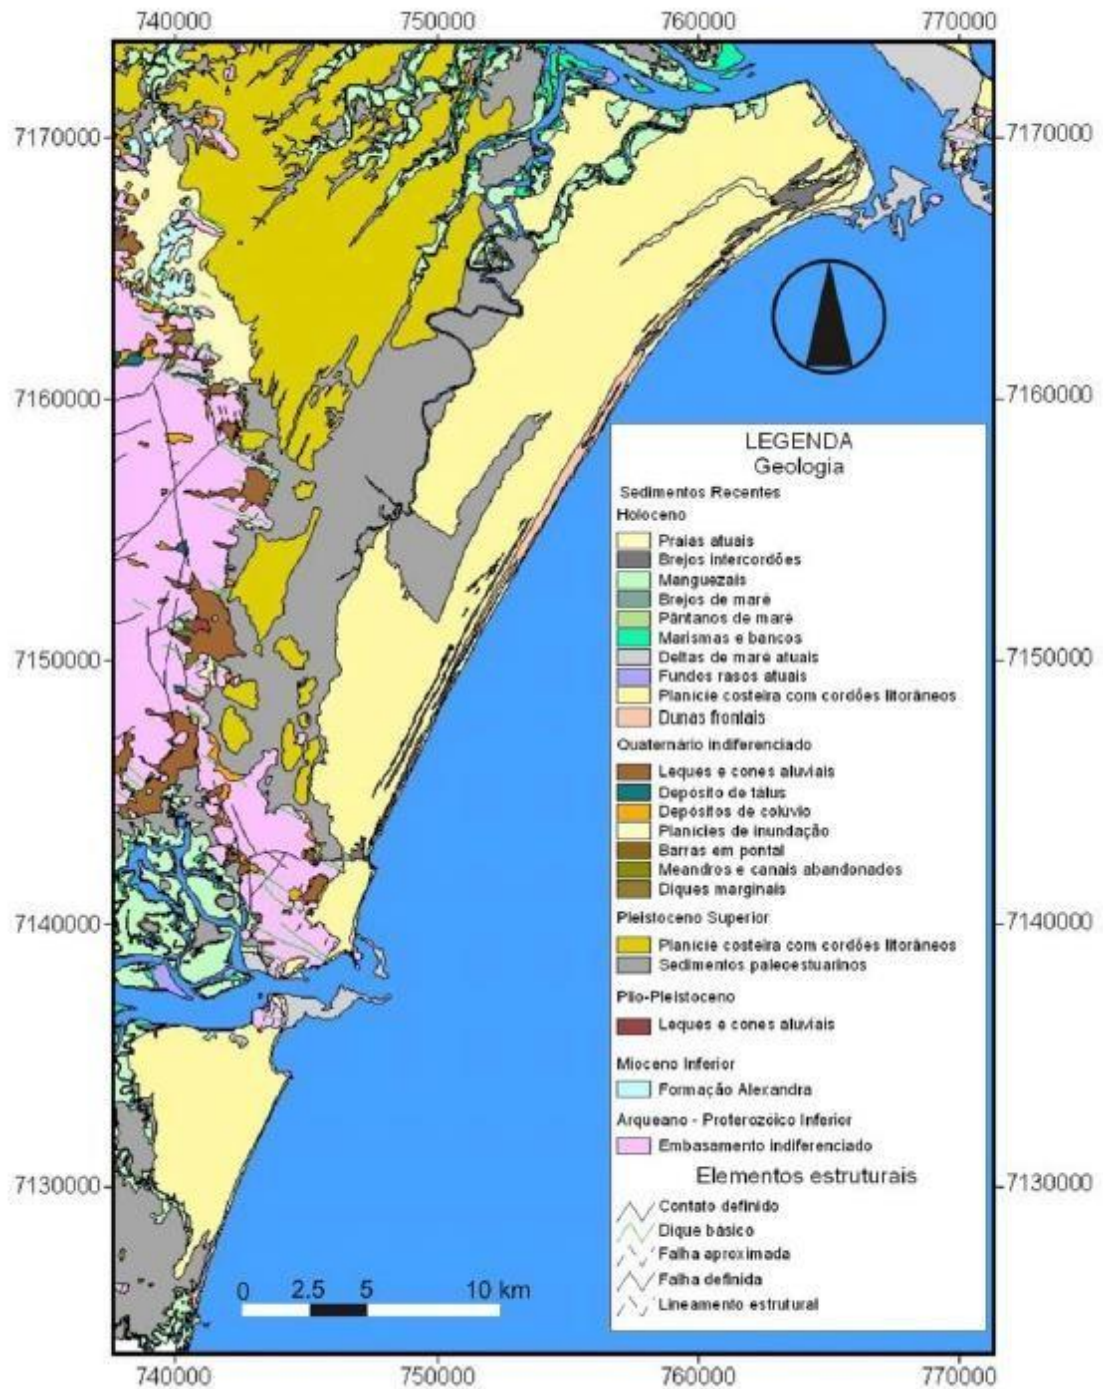 740000 750000 760000 770000
7170000 7170000
7160000 7160000
LEGENDA
Geologia
Sedimentos Recentes
Holoceno
Praias atuais
Brejos intercordões
Manguezais
Brejos de maré
Pântanos de maré
Marismas e bancos
Deltas de maré atuais
Fundos rasos atuais
Planície costeira com cordões litorâneos
Dunas frontais
Quaternário indiferenciado
Leques e cones aluviais
Depósito de tálus
Depósitos de colúvio
Planícies de inundação
Barras em pontal
Meandros e canais abandonados
Diques marginais
Pleistoceno Superior
Planície costeira com cordões litorâneos
Sedimentos paleoestuarinos
Plio-Pleistoceno
Leques e cones aluviais
Mioceno Inferior
Formação Alexandra
Arqueano - Proterozóico Inferior
Embasamento indiferenciado
Elementos estruturais
Contato definido
Dique básico
Falha aproximada
Falha definida
Lineamento estrutural
7150000 7150000
7140000 7140000
7130000 7130000
0 2.5 5 10 km
740000 750000 760000 770000